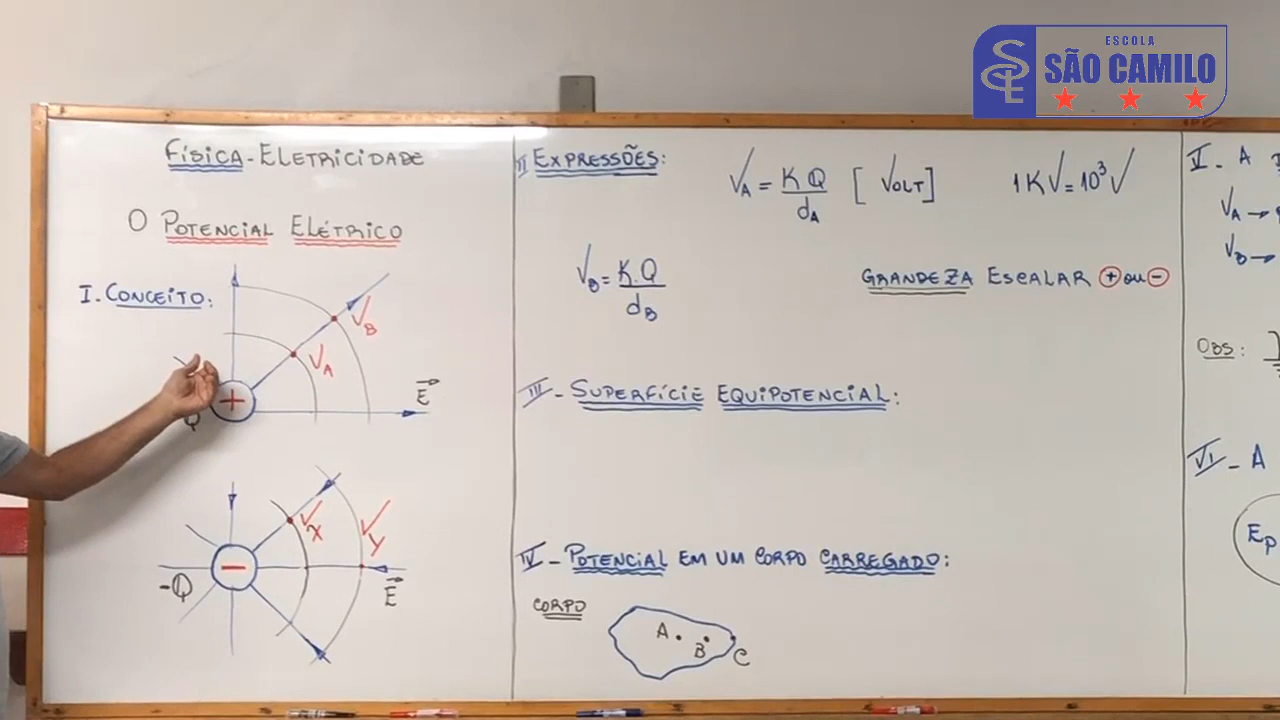 ESCOLA
SÃO CAMILO
FÍSICA - ELETRICIDADE
O POTENCIAL ELÉTRICO
I. CONCEITO:
V_B
V_A
E
+
Q
V_X
V_Y
-
-Q
E
II EXPRESSÕES:
V_A = K Q / d_A [VOLT] 1 KV = 10³ V
V_B = K.Q / d_B
GRANDEZA ESCALAR + ou -
III - SUPERFÍCIE EQUIPOTENCIAL:
IV - POTENCIAL EM UM CORPO CARREGADO:
CORPO
A
B
C
V - A
V_A →
V_B →
OBS:
VI - A
Ep